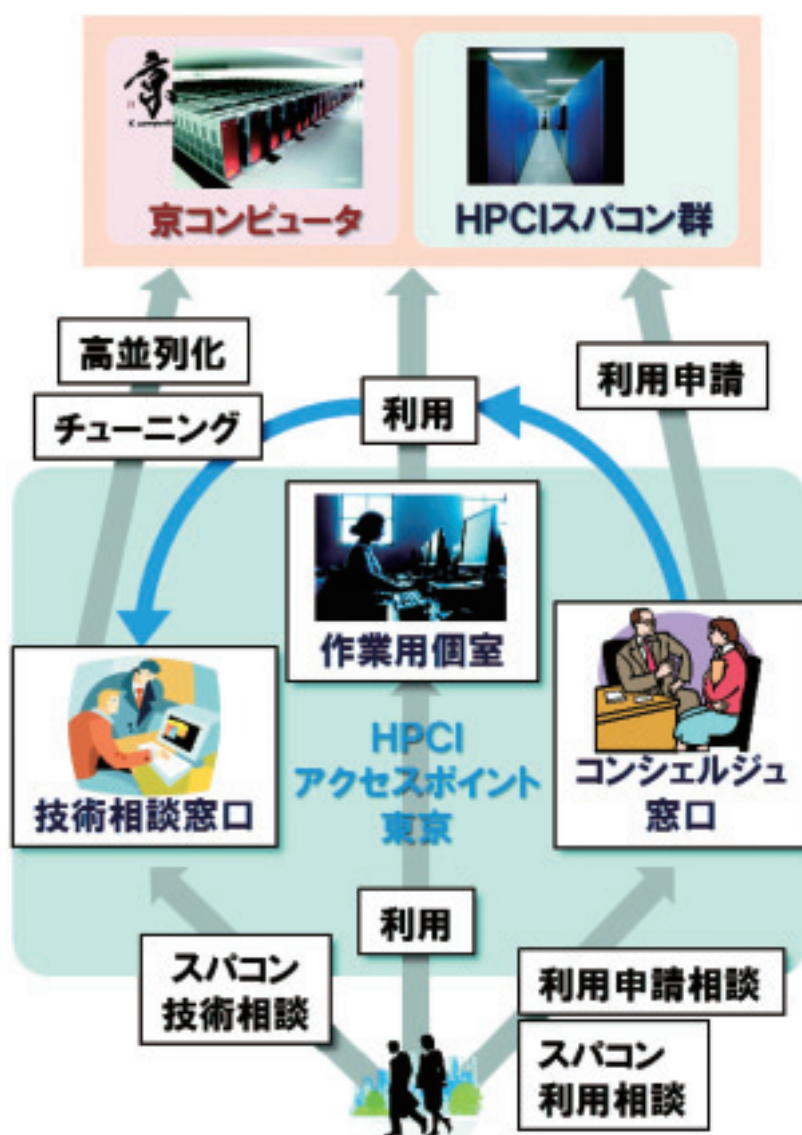 京
K computer
京コンピュータ
HPCIスパコン群
高並列化
チューニング
利用
利用申請
作業用個室
HPCI
アクセスポイント
東京
技術相談窓口
コンシェルジュ
窓口
利用
スパコン
技術相談
利用申請相談
スパコン
利用相談